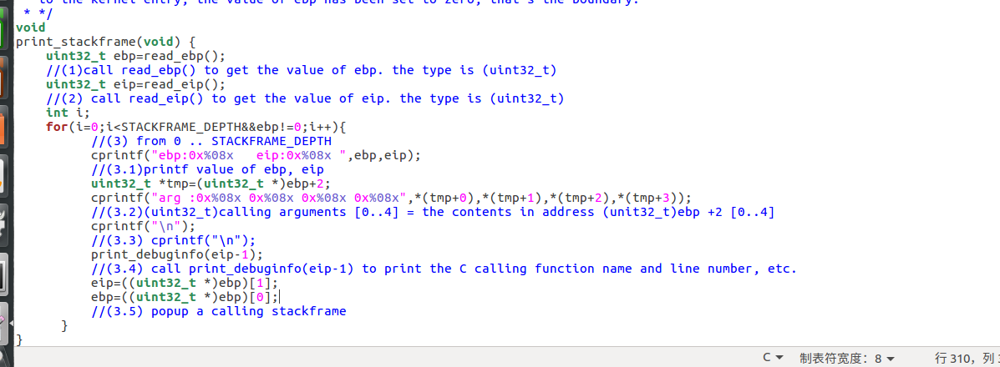 to the kernel entry, the value of ebp has been set to zero, that's the boundary.
 * */
void
print_stackframe(void) {
    uint32_t ebp=read_ebp();
    //(1)call read_ebp() to get the value of ebp. the type is (uint32_t)
    uint32_t eip=read_eip();
    //(2) call read_eip() to get the value of eip. the type is (uint32_t)
    int i;
    for(i=0;i<STACKFRAME_DEPTH&&ebp!=0;i++){
          //(3) from 0 .. STACKFRAME_DEPTH
          cprintf("ebp:0x%08x   eip:0x%08x ",ebp,eip);
          //(3.1)printf value of ebp, eip
          uint32_t *tmp=(uint32_t *)ebp+2;
          cprintf("arg :0x%08x 0x%08x 0x%08x 0x%08x",*(tmp+0),*(tmp+1),*(tmp+2),*(tmp+3));
          //(3.2)(uint32_t)calling arguments [0..4] = the contents in address (unit32_t)ebp +2 [0..4]
          cprintf("\n");
          //(3.3) cprintf("\n");
          print_debuginfo(eip-1);
          //(3.4) call print_debuginfo(eip-1) to print the C calling function name and line number, etc.
          eip=((uint32_t *)ebp)[1];
          ebp=((uint32_t *)ebp)[0];
          //(3.5) popup a calling stackframe
      }
}
C 制表符宽度：8 行 310，列